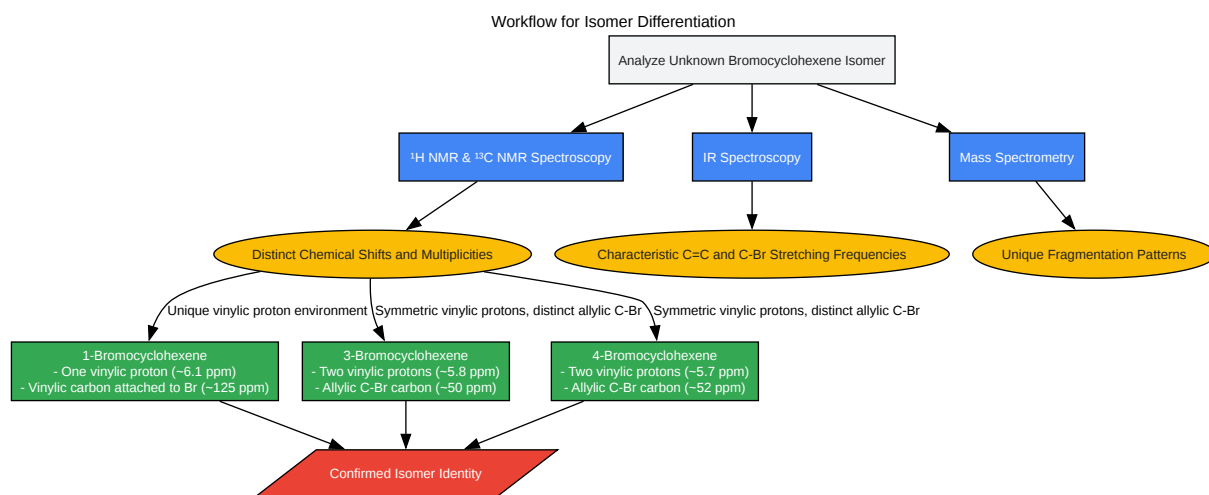 Workflow for Isomer Differentiation
Analyze Unknown Bromocyclohexene Isomer
¹H NMR & ¹³C NMR Spectroscopy
IR Spectroscopy
Mass Spectrometry
Distinct Chemical Shifts and Multiplicities
Characteristic C=C and C-Br Stretching Frequencies
Unique Fragmentation Patterns
Unique vinylic proton environment
Symmetric vinylic protons, distinct allylic C-Br
Symmetric vinylic protons, distinct allylic C-Br
1-Bromocyclohexene
- One vinylic proton (~6.1 ppm)
- Vinylic carbon attached to Br (~125 ppm)
3-Bromocyclohexene
- Two vinylic protons (~5.8 ppm)
- Allylic C-Br carbon (~50 ppm)
4-Bromocyclohexene
- Two vinylic protons (~5.7 ppm)
- Allylic C-Br carbon (~52 ppm)
Confirmed Isomer Identity